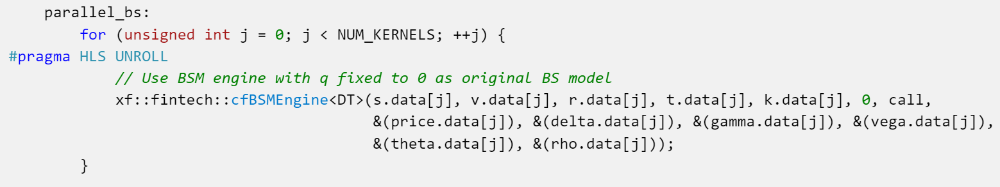 parallel_bs:
for (unsigned int j = 0; j < NUM_KERNELS; ++j) {
#pragma HLS UNROLL
// Use BSM engine with q fixed to 0 as original BS model
xf::fintech::cfBSMEngine<DT>(s.data[j], v.data[j], r.data[j], t.data[j], k.data[j], 0, call,
&(price.data[j]), &(delta.data[j]), &(gamma.data[j]), &(vega.data[j]),
&(theta.data[j]), &(rho.data[j]));
}